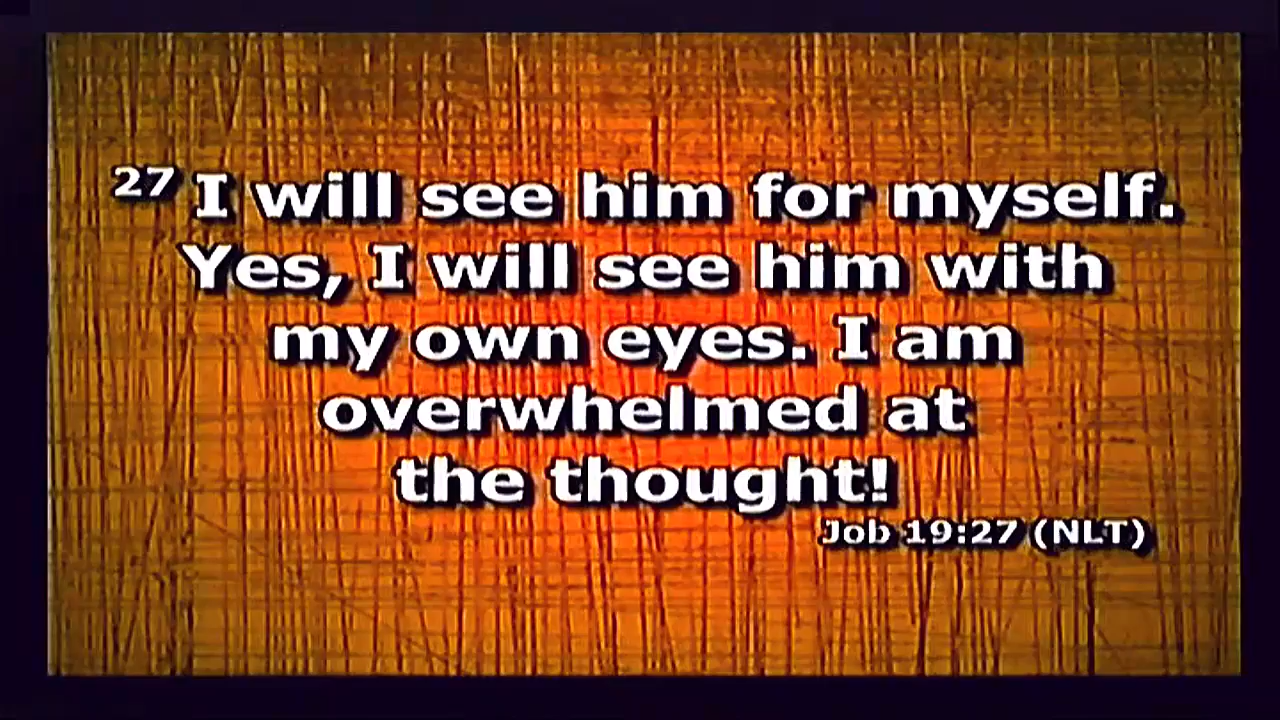 27 I will see him for myself.
Yes, I will see him with
my own eyes. I am
overwhelmed at
the thought!
Job 19:27 (NLT)